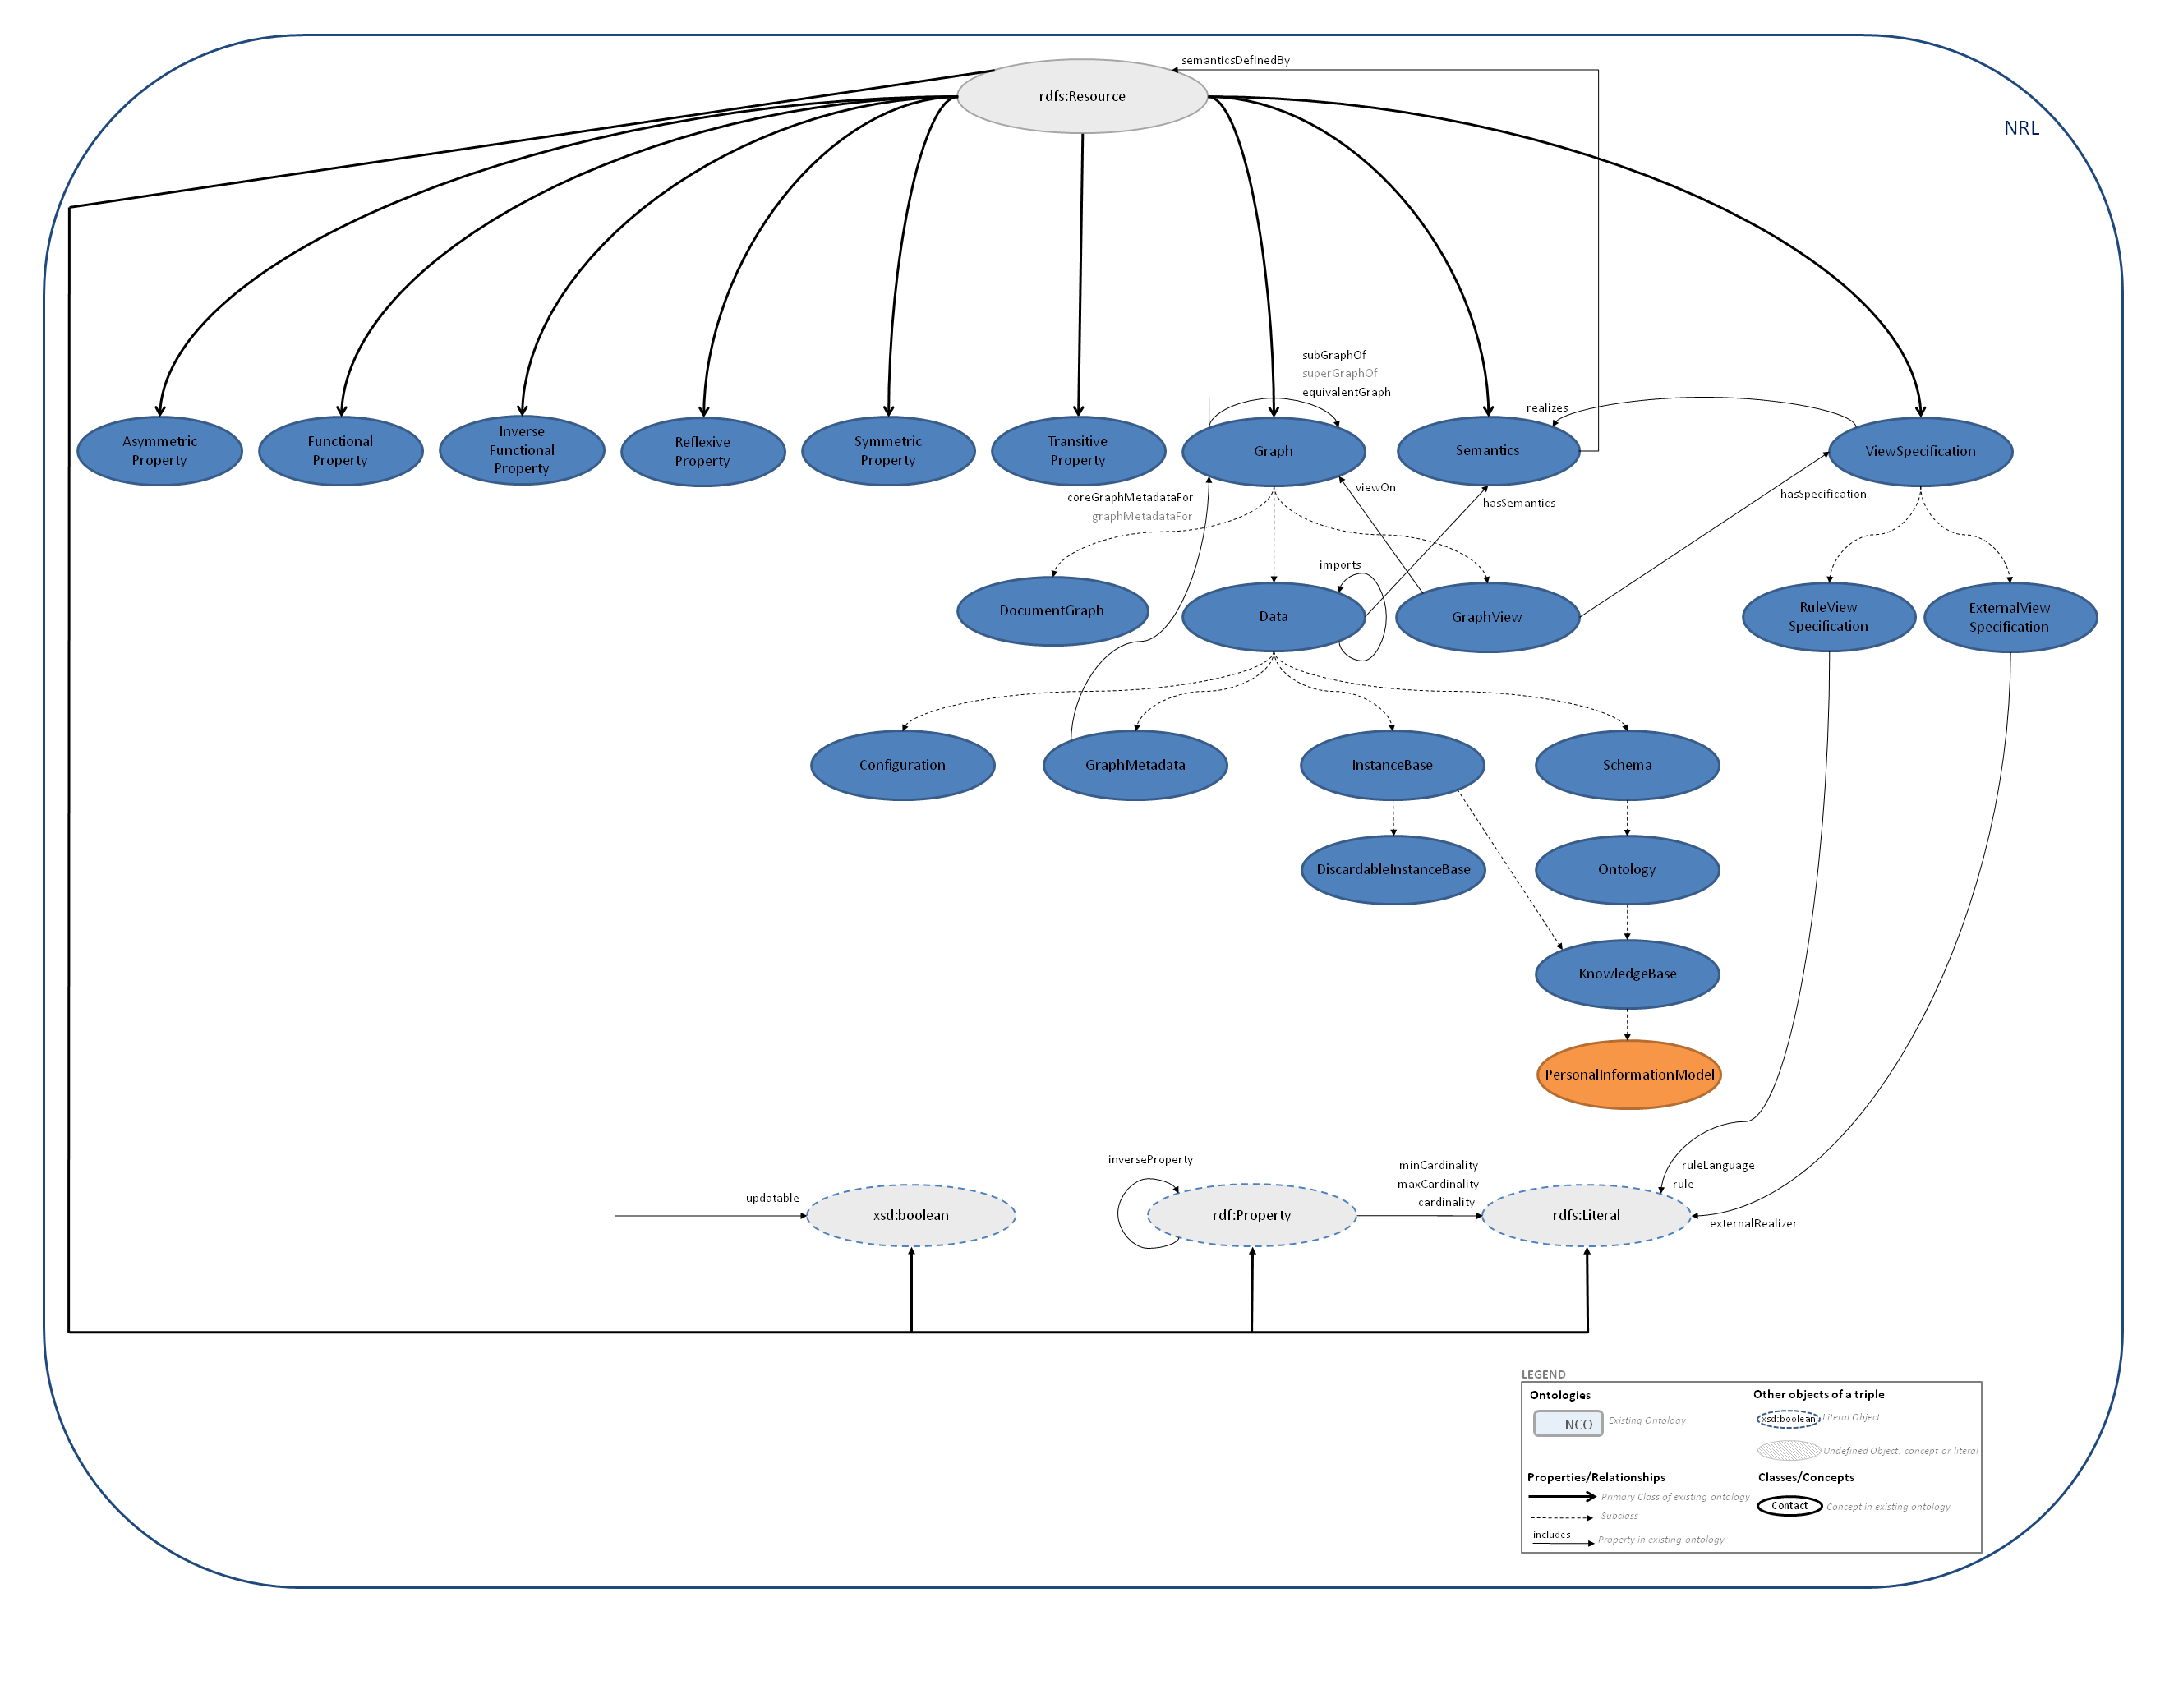 semanticsDefinedBy
rdfs:Resource
NRL
subGraphOf
superGraphOf
equivalentGraph
realizes
Asymmetric
Property
Functional
Property
Inverse
Functional
Property
Reflexive
Property
Symmetric
Property
Transitive
Property
Graph
Semantics
ViewSpecification
coreGraphMetadataFor
graphMetadataFor
viewOn
hasSemantics
hasSpecification
imports
DocumentGraph
Data
GraphView
RuleView
Specification
ExternalView
Specification
Configuration
GraphMetadata
InstanceBase
Schema
DiscardableInstanceBase
Ontology
KnowledgeBase
PersonalInformationModel
inverseProperty
minCardinality
maxCardinality
cardinality
ruleLanguage
rule
updatable
xsd:boolean
rdf:Property
rdfs:Literal
externalRealizer
LEGEND
Ontologies
NCO
Existing Ontology
Other objects of a triple
xsd:boolean
Literal Object
Undefined Object: concept or literal
Properties/Relationships
Primary Class of existing ontology
Subclass
includes
Property in existing ontology
Classes/Concepts
Contact
Concept in existing ontology